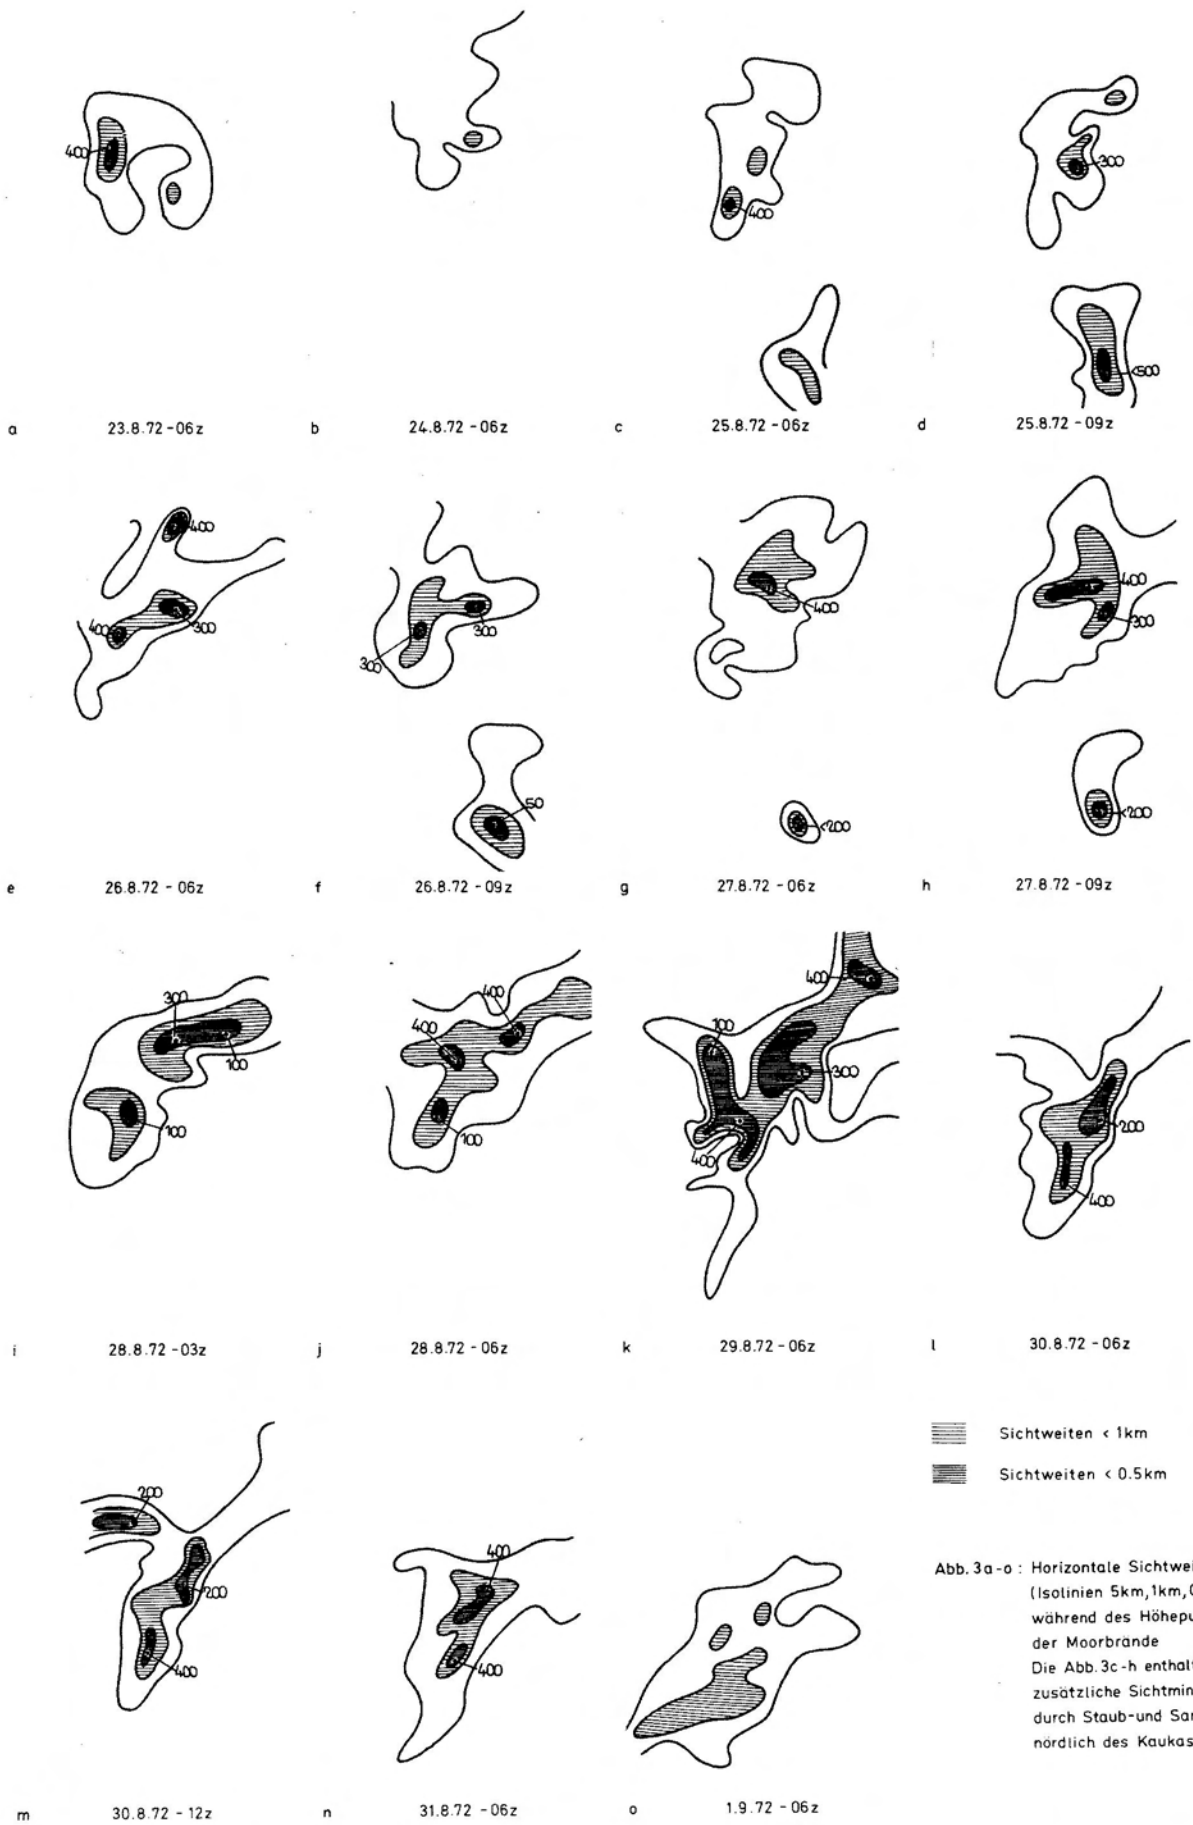 400
400
300
<500
a 23.8.72 - 06z
b 24.8.72 - 06z
c 25.8.72 - 06z
d 25.8.72 - 09z
400
400
300
300
300
50
400
<200
400
300
<200
e 26.8.72 - 06z
f 26.8.72 - 09z
g 27.8.72 - 06z
h 27.8.72 - 09z
300
100
100
400
400
100
400
100
300
400
200
400
i 28.8.72 - 03z
j 28.8.72 - 06z
k 29.8.72 - 06z
l 30.8.72 - 06z
Sichtweiten < 1km
Sichtweiten < 0.5km
200
200
400
400
400
Abb. 3a-o : Horizontale
(Isolinien 5km, 1km,
während des
der Moorbrände
Die Abb. 3c-h
zusätzliche
durch Staub-und
nördlich des
m 30.8.72 - 12z
n 31.8.72 - 06z
o 1.9.72 - 06z